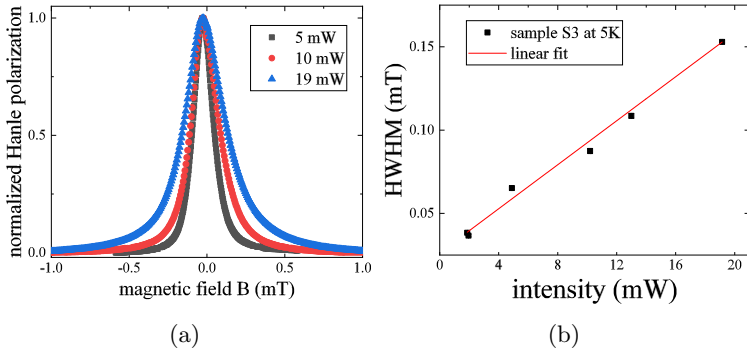 normalized Hanle polarization
1.0
0.5
0.0
5 mW
10 mW
19 mW
-1.0 -0.5 0.0 0.5 1.0
magnetic field B (mT)
(a)
HWHM (mT)
0.15
0.10
0.05
sample S3 at 5K
linear fit
0 4 8 12 16 20
intensity (mW)
(b)